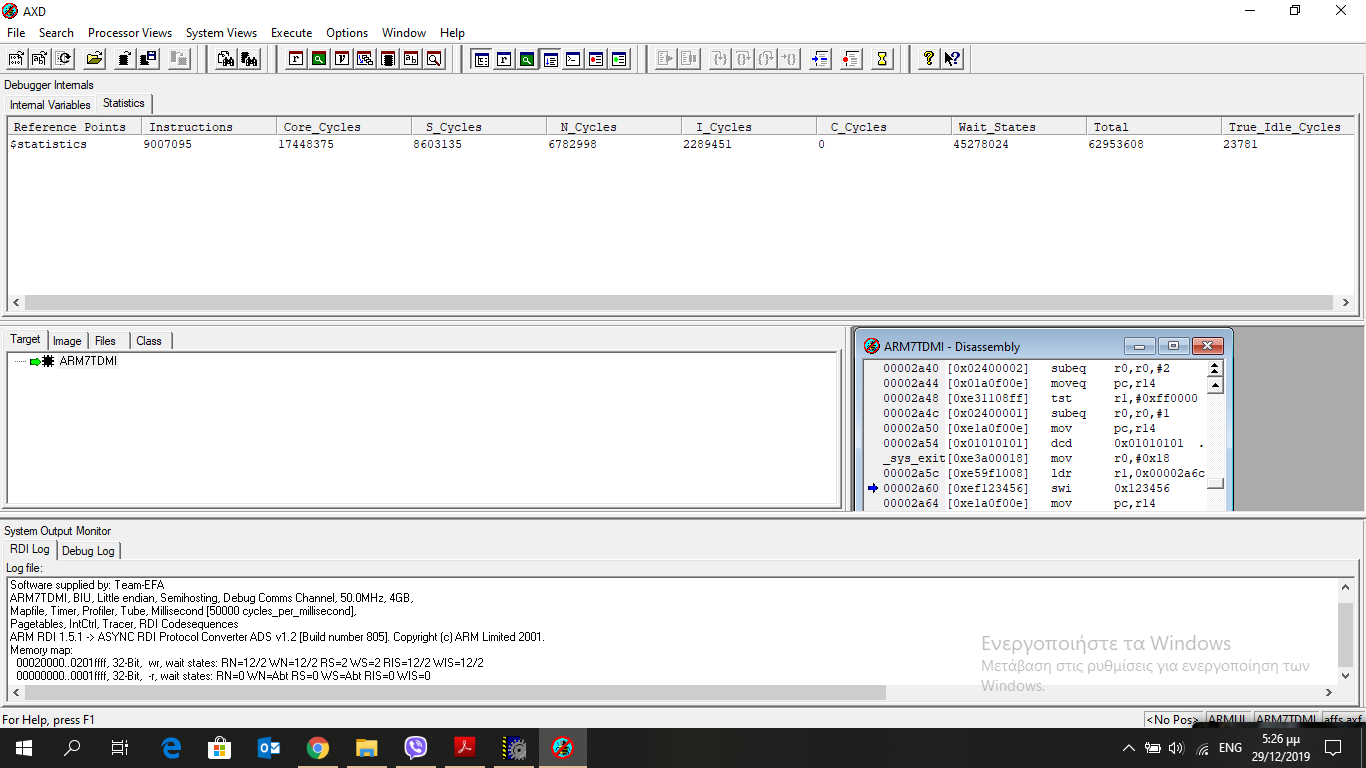 AXD
File Search Processor Views System Views Execute Options Window Help
Debugger Internals
Internal Variables Statistics
Reference Points Instructions Core_Cycles S_Cycles N_Cycles I_Cycles C_Cycles Wait_States Total True_Idle_Cycles
$statistics 9007095 17448375 8603135 6782998 2289451 0 45278024 62953608 23781
Target Image Files Class
ARM7TDMI
ARM7TDMI - Disassembly
00002a40 [0x02400002] subeq r0,r0,#2
00002a44 [0x01a0f00e] moveq pc,r14
00002a48 [0xe31108ff] tst r1,#0xff0000
00002a4c [0x02400001] subeq r0,r0,#1
00002a50 [0xe1a0f00e] mov pc,r14
00002a54 [0x01010101] dcd 0x01010101 .
_sys_exit[0xe3a00018] mov r0,#0x18
00002a5c [0xe59f1008] ldr r1,0x00002a6c
00002a60 [0xef123456] swi 0x123456
00002a64 [0xe1a0f00e] mov pc,r14
System Output Monitor
RDI Log Debug Log
Log file:
Software supplied by: Team-EFA
ARM7TDMI, BIU, Little endian, Semihosting, Debug Comms Channel, 50.0MHz, 4GB,
Mapfile, Timer, Profiler, Tube, Millisecond [50000 cycles_per_millisecond],
Pagetables, IntCtrl, Tracer, RDI Codesequences
ARM RDI 1.5.1 -> ASYNC RDI Protocol Converter ADS v1.2 [Build number 805]. Copyright (c) ARM Limited 2001.
Memory map:
00020000..0201ffff, 32-Bit, wr, wait states: RN=12/2 WN=12/2 RS=2 WS=2 RIS=12/2 WIS=12/2
00000000..0001ffff, 32-Bit, -r, wait states: RN=0 WN=Abt RS=0 WS=Abt RIS=0 WIS=0
Ενεργοποιήστε τα Windows
Μετάβαση στις ρυθμίσεις για ενεργοποίηση των
Windows.
For Help, press F1
<No Pos> ARMUL ARM7TDMI affs.axf
ENG
5:26 μμ
29/12/2019